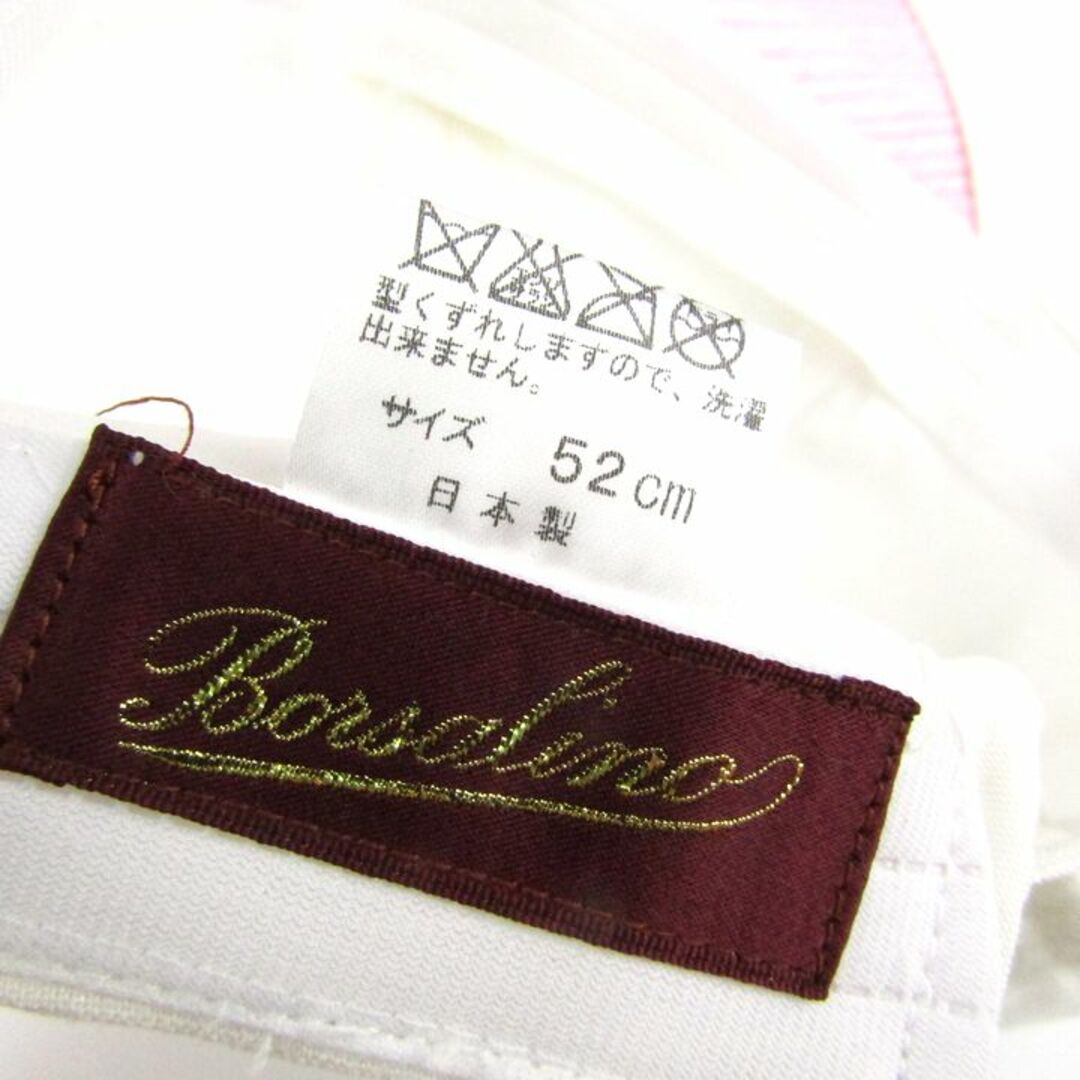 型くずれしますので、洗濯
出来ません。
サイズ 52cm
日本製
Borsalino